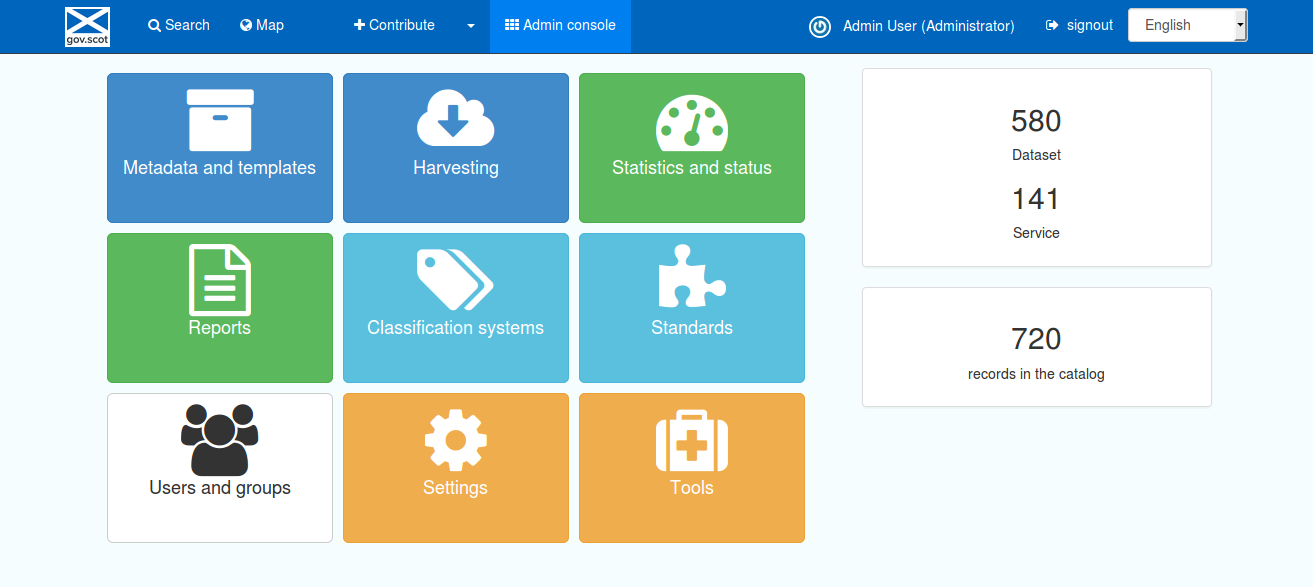 gov.scot
Search
Map
Contribute
Admin console
Admin User (Administrator)
signout
English
Metadata and templates
Harvesting
Statistics and status
Reports
Classification systems
Standards
Users and groups
Settings
Tools
580
Dataset
141
Service
720
records in the catalog